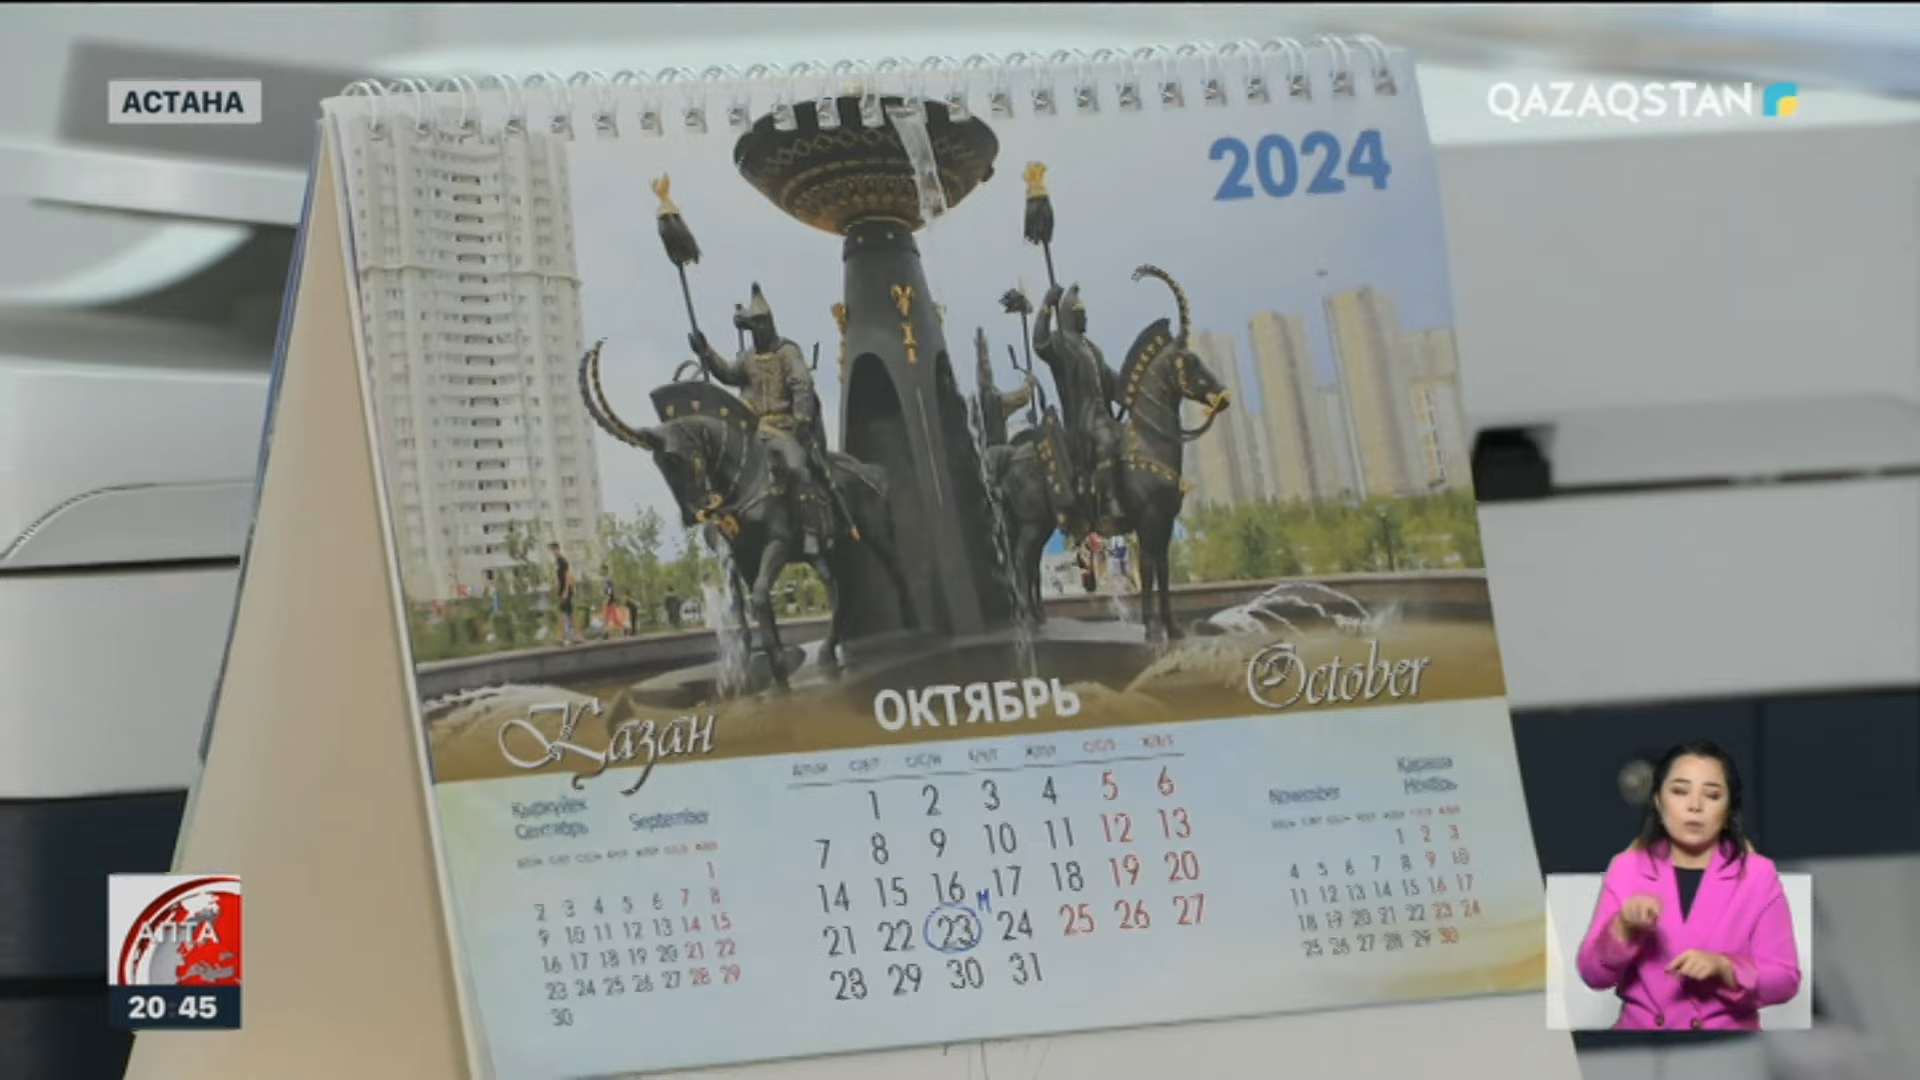 АСТАНА
QAZAQSTAN
2024
Қазан
ОКТЯБРЬ
October
Қыркүйек
Сентябрь September
1
2 3 4 5 6 7 8
9 10 11 12 13 14 15
16 17 18 19 20 21 22
23 24 25 26 27 28 29
30
1 2 3 4 5 6
7 8 9 10 11 12 13
14 15 16 17 18 19 20
М
21 22 23 24 25 26 27
28 29 30 31
Қараша
November Ноябрь
1 2 3
4 5 6 7 8 9 10
11 12 13 14 15 16 17
18 19 20 21 22 23 24
25 26 27 28 29 30
АПТА
20:45